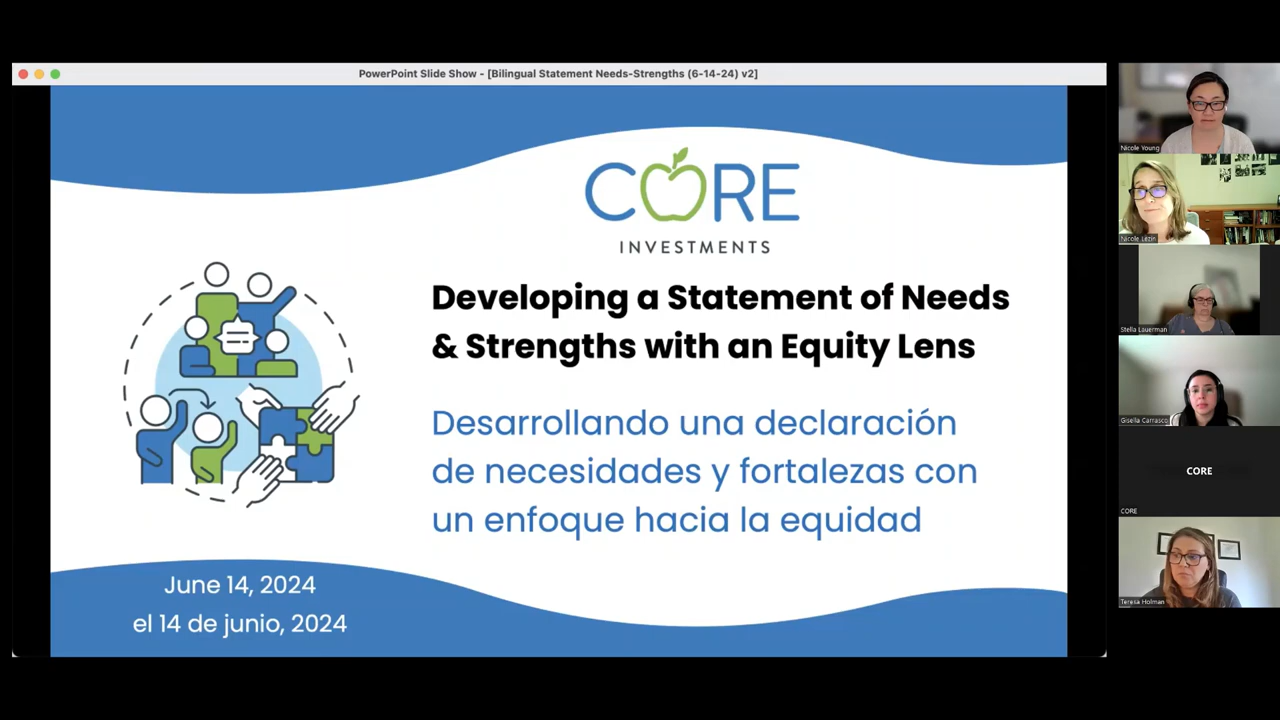 PowerPoint Slide Show - [Bilingual Statement Needs-Strengths (6-14-24) v2]
CORE
INVESTMENTS
Developing a Statement of Needs
& Strengths with an Equity Lens
Desarrollando una declaración
de necesidades y fortalezas con
un enfoque hacia la equidad
June 14, 2024
el 14 de junio, 2024
Nicole Young
Nicole Lezin
Stella Lauerman
Gisella Carrasco
CORE
CORE
Teresa Holman